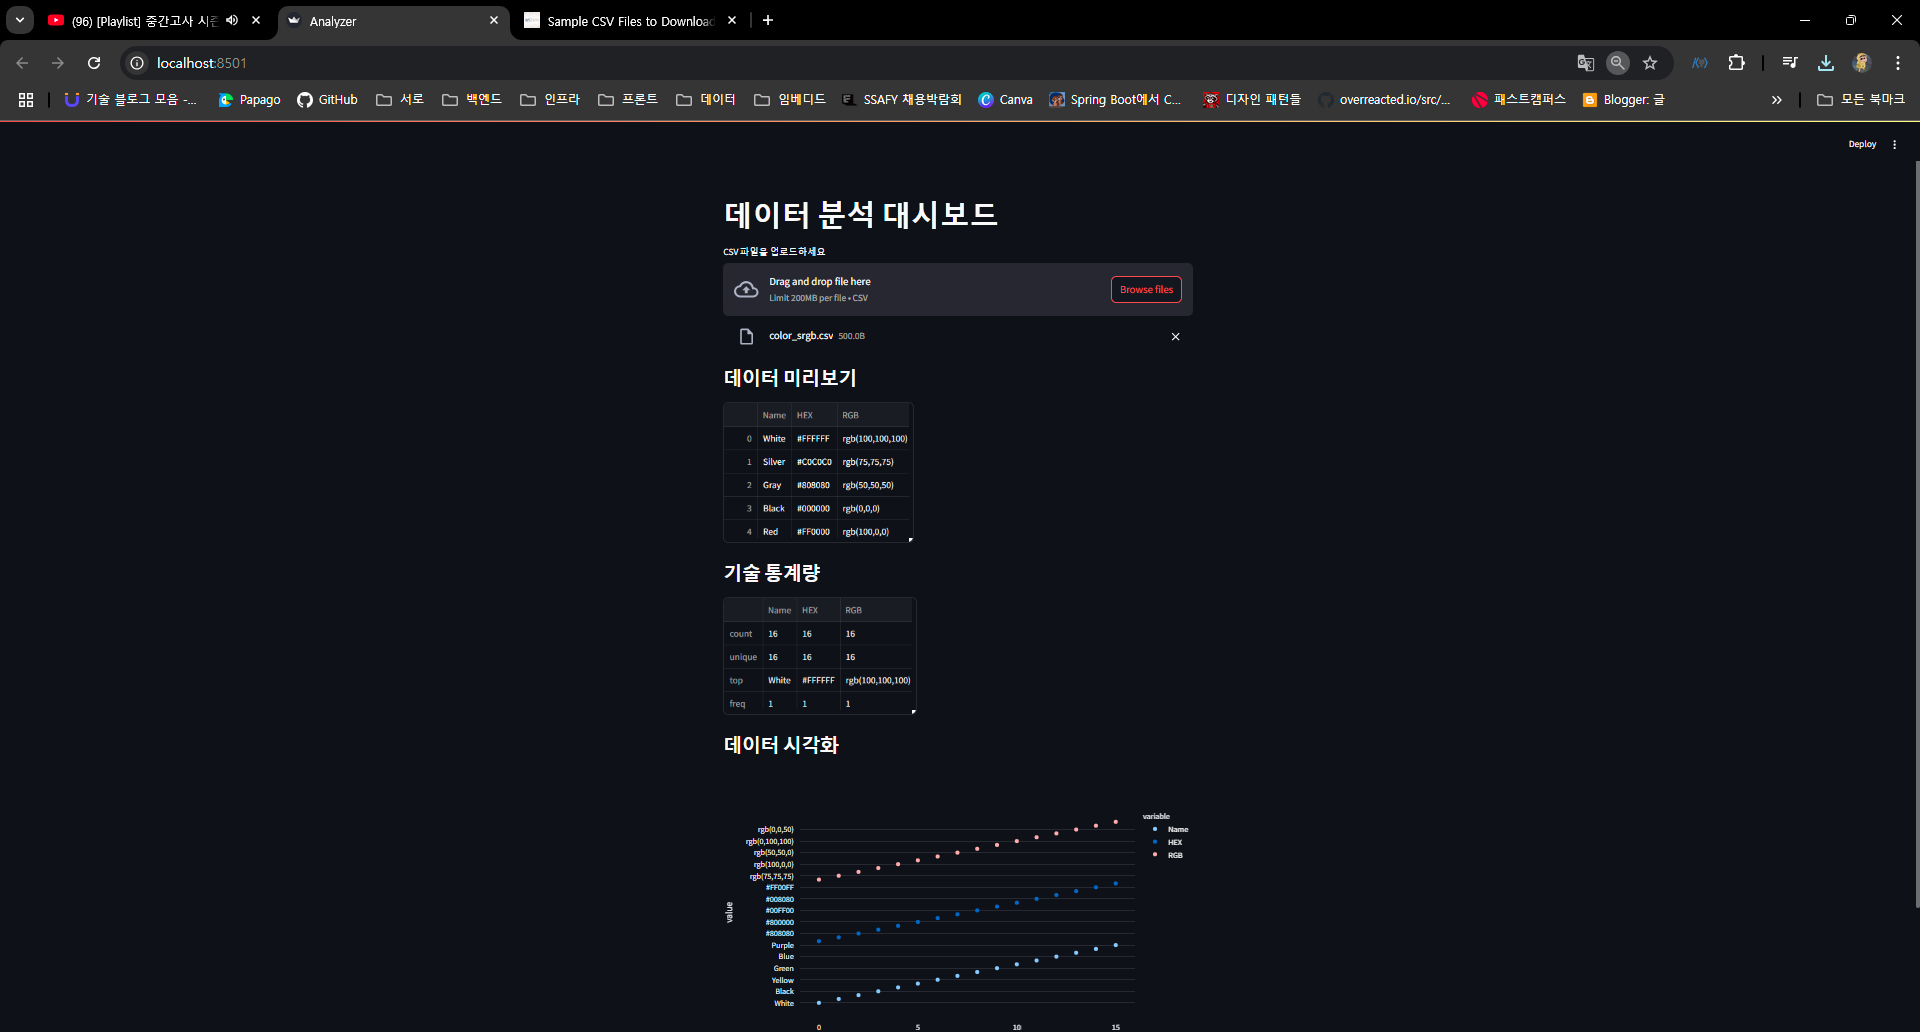 (96) [Playlist] 중간고사 시즌
Analyzer
Sample CSV Files to Download
localhost:8501
기술 블로그 모음 -...
Papago
GitHub
서로
백엔드
인프라
프론트
데이터
임베디드
SSAFY 채용박람회
Canva
Spring Boot에서 C...
디자인 패턴들
overreacted.io/src/...
패스트캠퍼스
Blogger: 글
모든 북마크
Deploy
데이터 분석 대시보드
CSV 파일을 업로드하세요
Drag and drop file here
Limit 200MB per file • CSV
Browse files
color_srgb.csv 500.0B
데이터 미리보기
Name HEX RGB
0 White #FFFFFF rgb(100,100,100)
1 Silver #C0C0C0 rgb(75,75,75)
2 Gray #808080 rgb(50,50,50)
3 Black #000000 rgb(0,0,0)
4 Red #FF0000 rgb(100,0,0)
기술 통계량
Name HEX RGB
count 16 16 16
unique 16 16 16
top White #FFFFFF rgb(100,100,100)
freq 1 1 1
데이터 시각화
variable
Name
HEX
RGB
rgb(0,0,50)
rgb(0,100,100)
rgb(50,50,0)
rgb(100,0,0)
rgb(75,75,75)
#FF00FF
#008080
#00FF00
#800000
#808080
Purple
Blue
Green
Yellow
Black
White
value
0 5 10 15